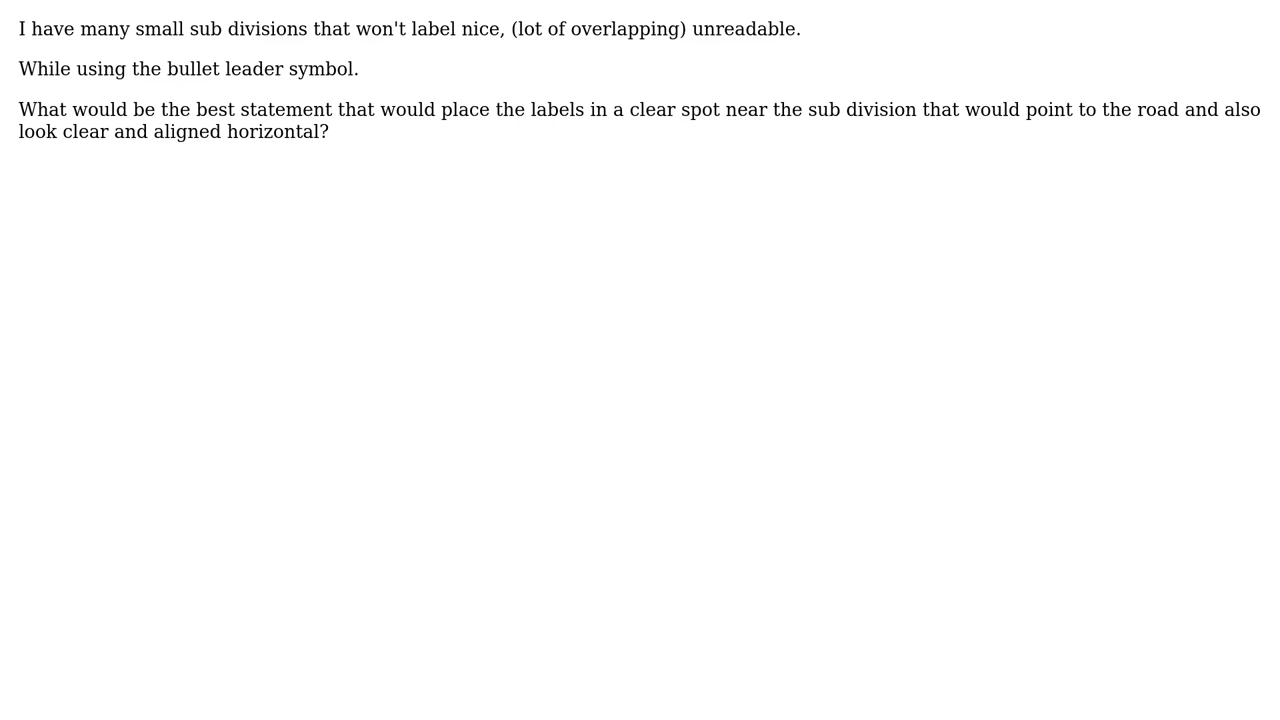 I have many small sub divisions that won't label nice, (lot of overlapping) unreadable.
While using the bullet leader symbol.
What would be the best statement that would place the labels in a clear spot near the sub division that would point to the road and also
look clear and aligned horizontal?